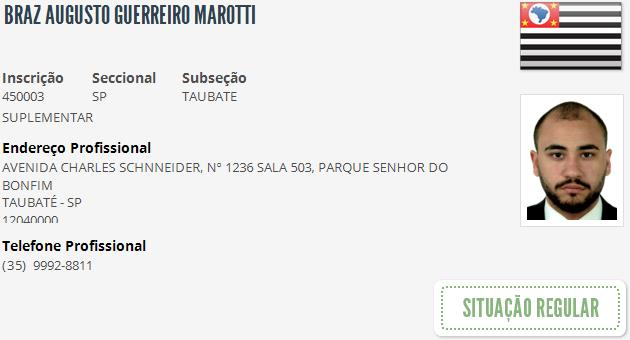 BRAZ AUGUSTO GUERREIRO MAROTTI
Inscrição Seccional Subseção
450003 SP TAUBATE
SUPLEMENTAR
Endereço Profissional
AVENIDA CHARLES SCHNNEIDER, Nº 1236 SALA 503, PARQUE SENHOR DO
BONFIM
TAUBATÉ - SP
12040000
Telefone Profissional
(35) 9992-8811
SITUAÇÃO REGULAR